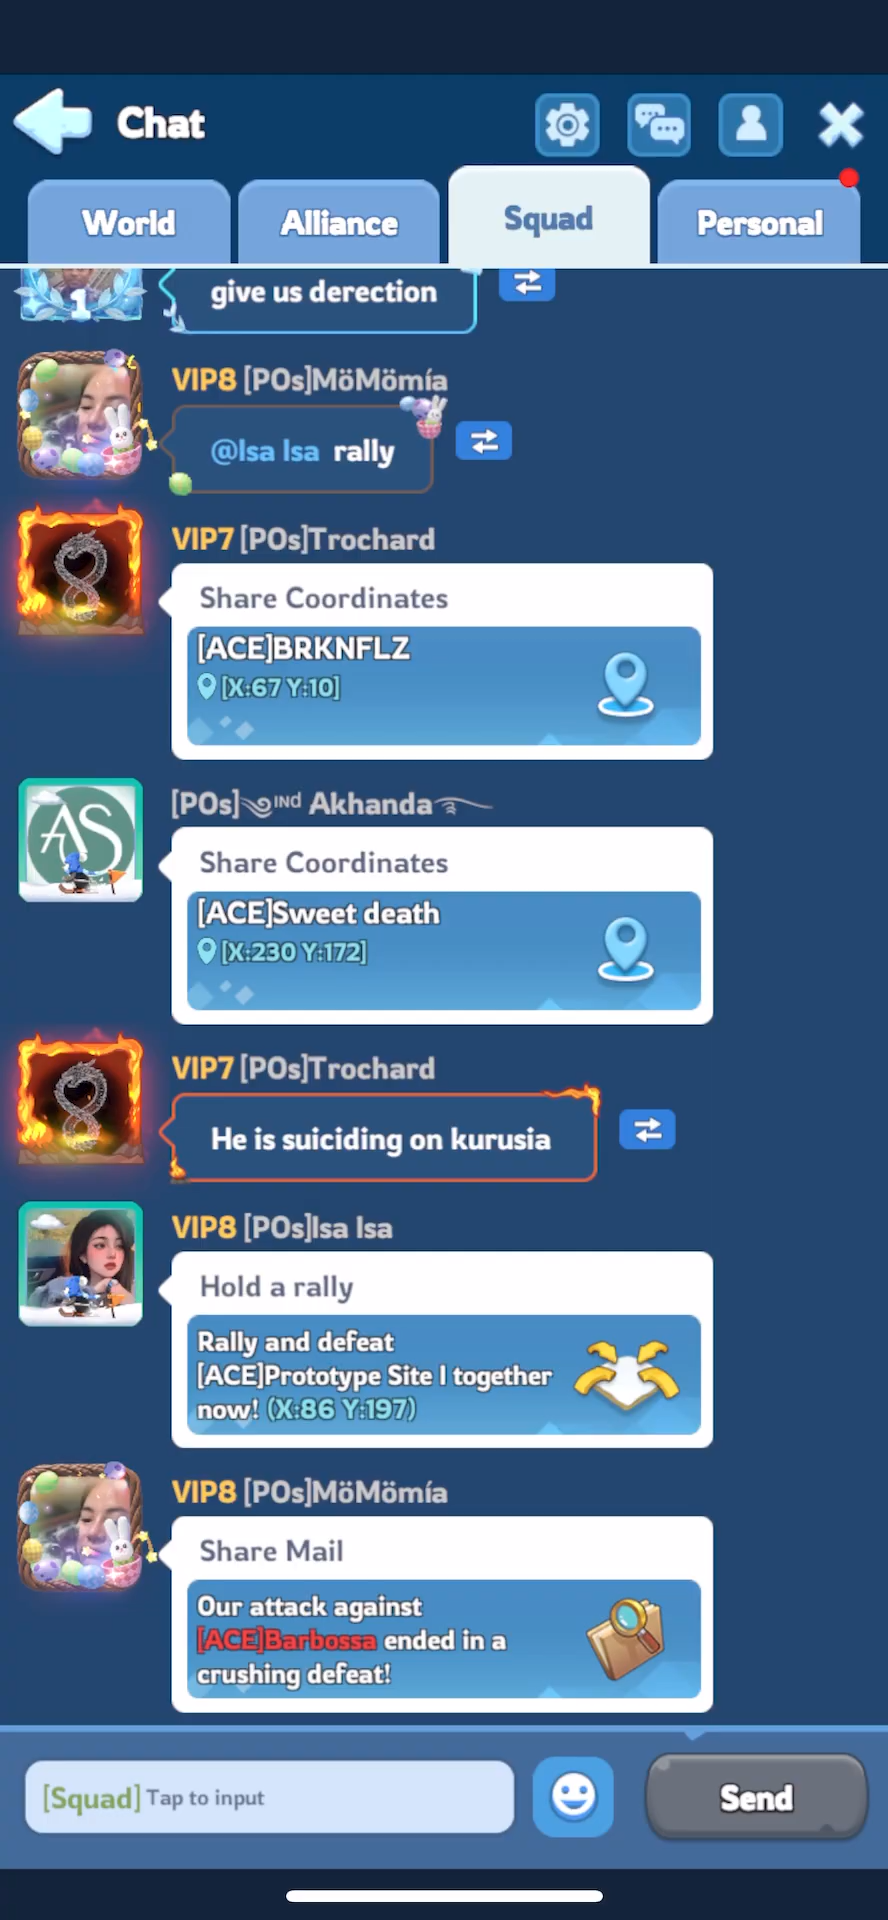 Chat
World
Alliance
Squad
Personal
1
give us derection
VIP8 [POs]MöMömía
@Isa Isa rally
VIP7 [POs]Trochard
Share Coordinates
[ACE]BRKNFLZ
[X:67 Y:10]
[POs]༄ᴵᴺᴰ Akhanda࿐
AS
Share Coordinates
[ACE]Sweet death
[X:230 Y:172]
VIP7 [POs]Trochard
He is suiciding on kurusia
VIP8 [POs]Isa Isa
Hold a rally
Rally and defeat
[ACE]Prototype Site I together
now! (X:86 Y:197)
VIP8 [POs]MöMömía
Share Mail
Our attack against
[ACE]Barbossa ended in a
crushing defeat!
[Squad] Tap to input
Send